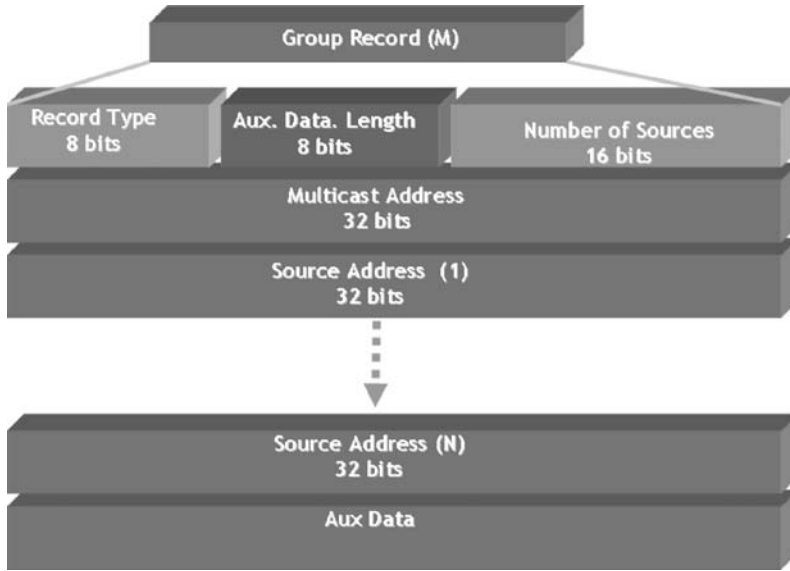 Group Record (M)
Record Type
8 bits
Aux. Data. Length
8 bits
Number of Sources
16 bits
Multicast Address
32 bits
Source Address (1)
32 bits
Source Address (N)
32 bits
Aux Data